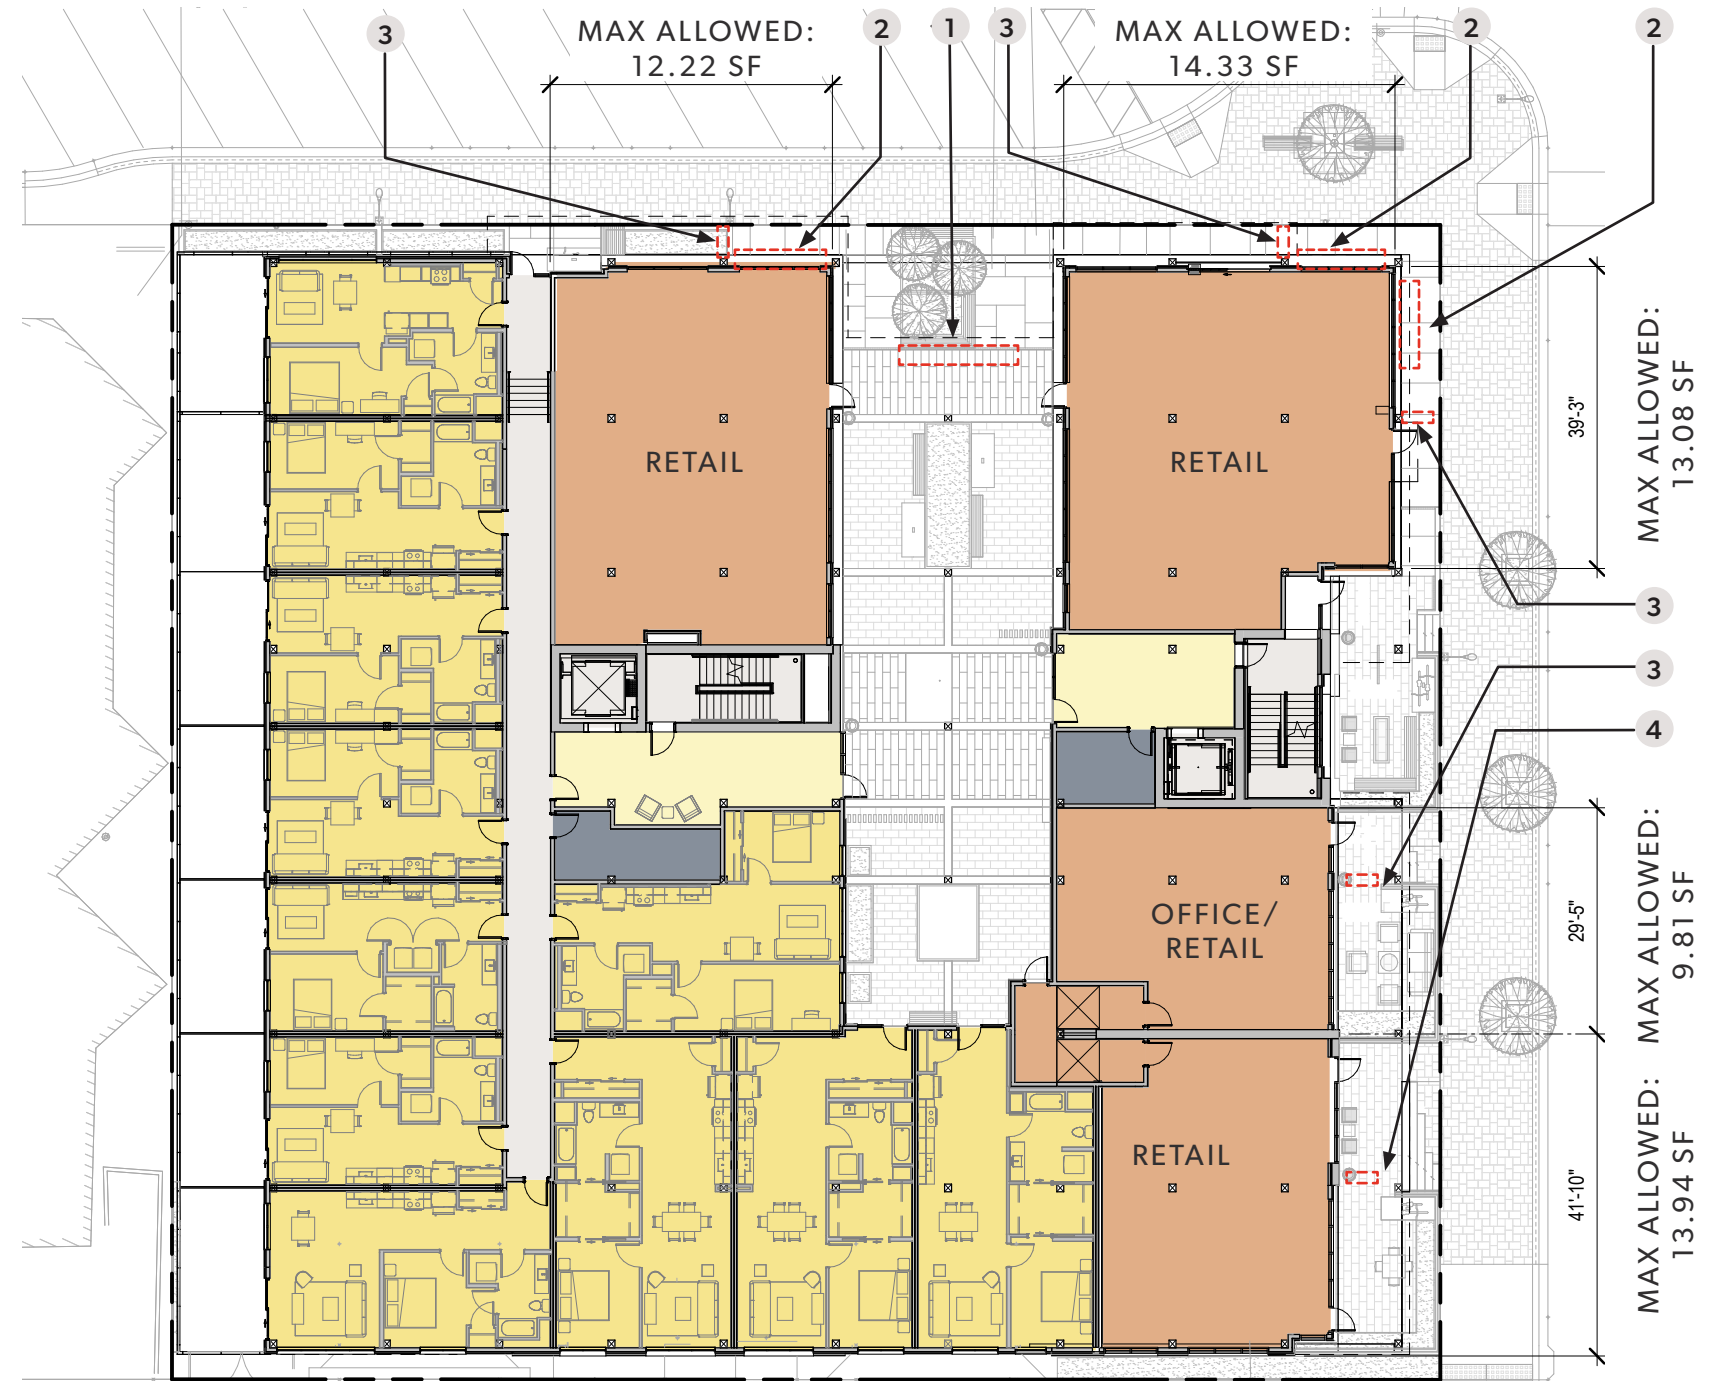 3
MAX ALLOWED:
12.22 SF
2
1
3
MAX ALLOWED:
14.33 SF
2
2
RETAIL
RETAIL
39'-3"
MAX ALLOWED:
13.08 SF
3
3
4
OFFICE/
RETAIL
29'-5"
MAX ALLOWED:
9.81 SF
RETAIL
41'-10"
MAX ALLOWED:
13.94 SF